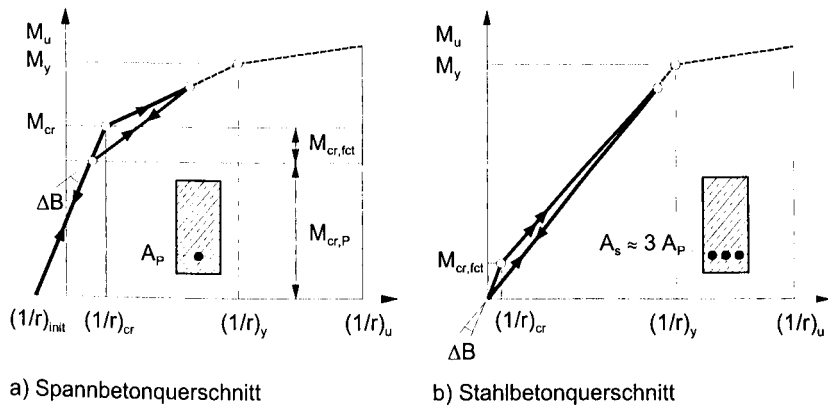 M_u
M_y
M_cr
M_cr,fct
ΔB
M_cr,P
A_P
(1/r)_init
(1/r)_cr
(1/r)_y
(1/r)_u
a) Spannbetonquerschnitt
M_u
M_y
A_s ≈ 3 A_P
M_cr,fct
(1/r)_cr
(1/r)_y
(1/r)_u
ΔB
b) Stahlbetonquerschnitt